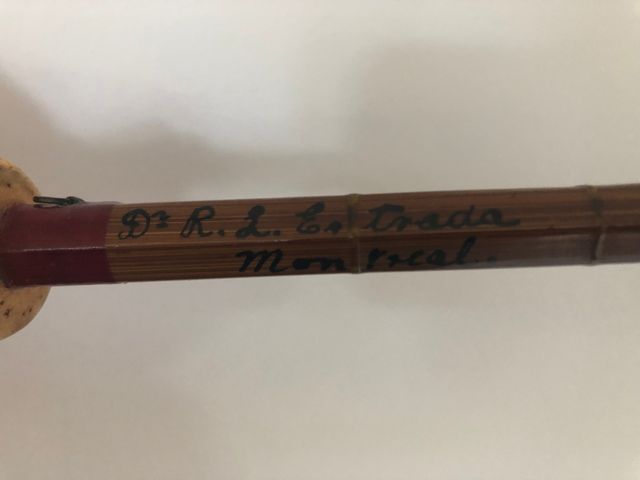 Dr R. L. Estrada
Montreal.